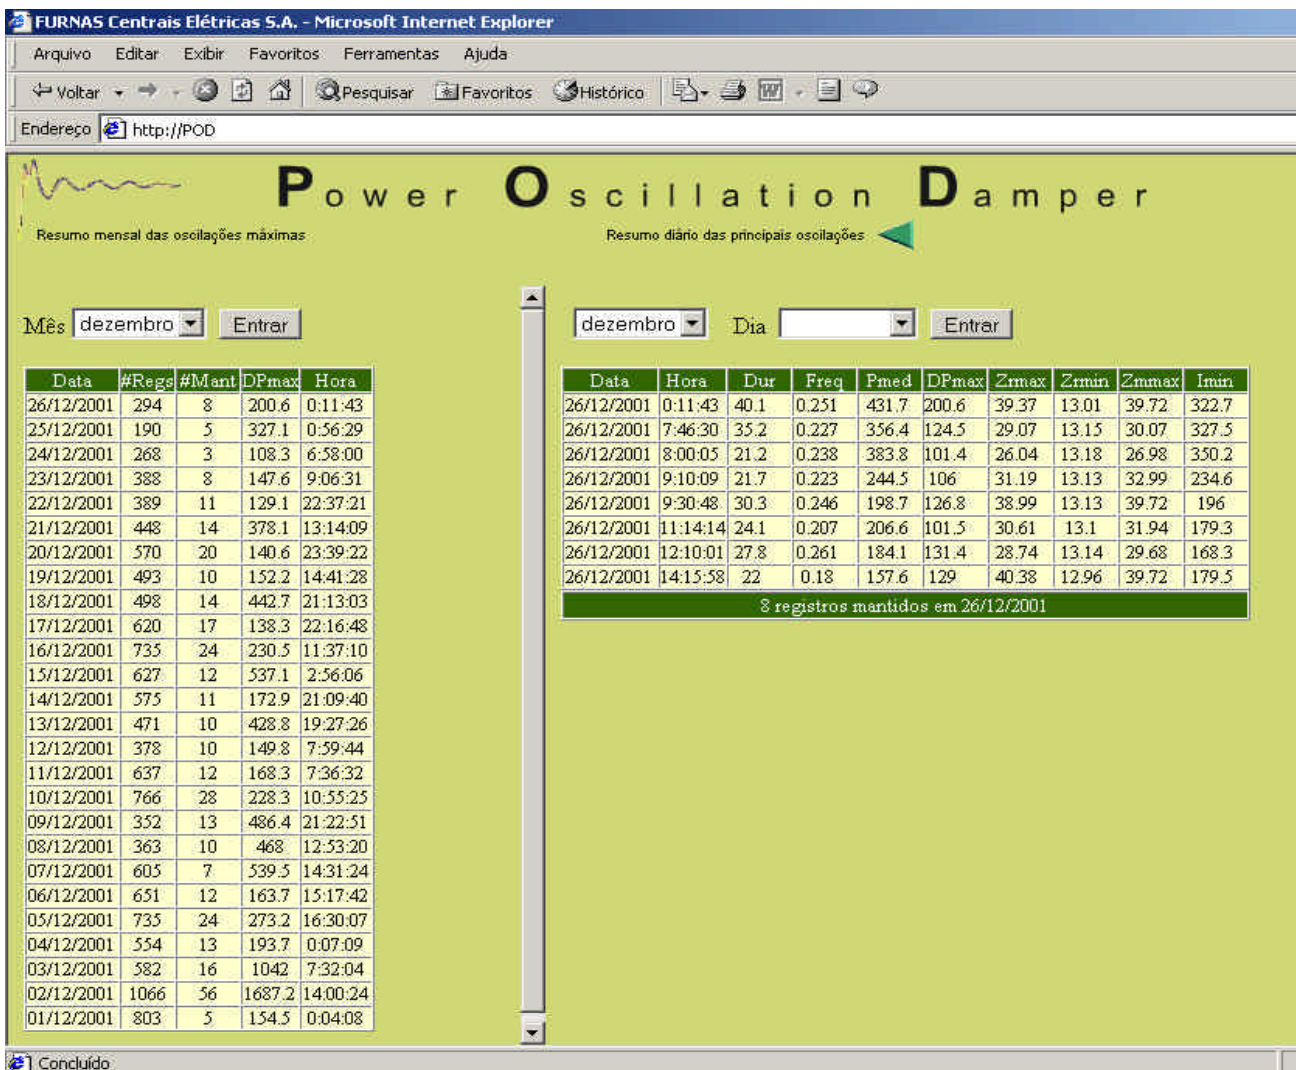 FURNAS Centrais Elétricas S.A. - Microsoft Internet Explorer
Arquivo Editar Exibir Favoritos Ferramentas Ajuda
Voltar Pesquisar Favoritos Histórico
Endereço http://POD
Power Oscillation Damper
Resumo mensal das oscilações máximas Resumo diário das principais oscilações
Mês dezembro Entrar
Data #Regs #Mant DPmax Hora
26/12/2001 294 8 200.6 0:11:43
25/12/2001 190 5 327.1 0:56:29
24/12/2001 268 3 108.3 6:58:00
23/12/2001 388 8 147.6 9:06:31
22/12/2001 389 11 129.1 22:37:21
21/12/2001 448 14 378.1 13:14:09
20/12/2001 570 20 140.6 23:39:22
19/12/2001 493 10 152.2 14:41:28
18/12/2001 498 14 442.7 21:13:03
17/12/2001 620 17 138.3 22:16:48
16/12/2001 735 24 230.5 11:37:10
15/12/2001 627 12 537.1 2:56:06
14/12/2001 575 11 172.9 21:09:40
13/12/2001 471 10 428.8 19:27:26
12/12/2001 378 10 149.8 7:59:44
11/12/2001 637 12 168.3 7:36:32
10/12/2001 766 28 228.3 10:55:25
09/12/2001 352 13 486.4 21:22:51
08/12/2001 363 10 468 12:53:20
07/12/2001 605 7 539.5 14:31:24
06/12/2001 651 12 163.7 15:17:42
05/12/2001 735 24 273.2 16:30:07
04/12/2001 554 13 193.7 0:07:09
03/12/2001 582 16 1042 7:32:04
02/12/2001 1066 56 1687.2 14:00:24
01/12/2001 803 5 154.5 0:04:08
dezembro Dia Entrar
Data Hora Dur Freq Pmed DPmax Zrmax Zrmin Zmmax Imin
26/12/2001 0:11:43 40.1 0.251 431.7 200.6 39.37 13.01 39.72 322.7
26/12/2001 7:46:30 35.2 0.227 356.4 124.5 29.07 13.15 30.07 327.5
26/12/2001 8:00:05 21.2 0.238 383.8 101.4 26.04 13.18 26.98 350.2
26/12/2001 9:10:09 21.7 0.223 244.5 106 31.19 13.13 32.99 234.6
26/12/2001 9:30:48 30.3 0.246 198.7 126.8 38.99 13.13 39.72 196
26/12/2001 11:14:14 24.1 0.207 206.6 101.5 30.61 13.1 31.94 179.3
26/12/2001 12:10:01 27.8 0.261 184.1 131.4 28.74 13.14 29.68 168.3
26/12/2001 14:15:58 22 0.18 157.6 129 40.38 12.96 39.72 179.5
8 registros mantidos em 26/12/2001
Concluído